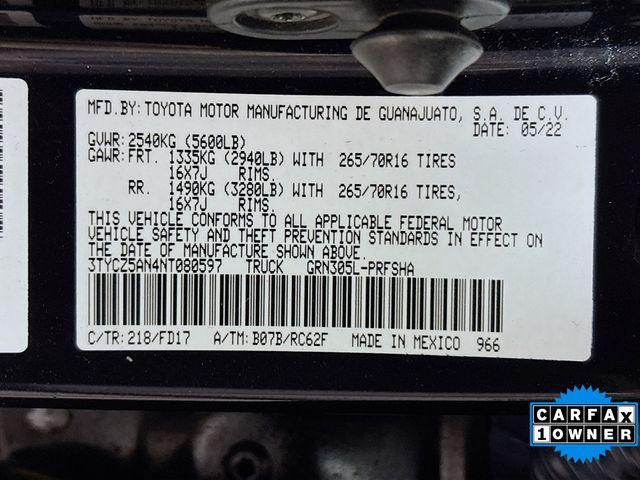 MFD.BY: TOYOTA MOTOR MANUFACTURING DE GUANAJUATO, S.A. DE C.V.
DATE: 05/22
GVWR: 2540KG (5600LB)
GAWR: FRT. 1335KG (2940LB) WITH 265/70R16 TIRES
16X7J RIMS.
RR. 1490KG (3280LB) WITH 265/70R16 TIRES,
16X7J RIMS.
THIS VEHICLE CONFORMS TO ALL APPLICABLE FEDERAL MOTOR
VEHICLE SAFETY AND THEFT PREVENTION STANDARDS IN EFFECT ON
THE DATE OF MANUFACTURE SHOWN ABOVE.
3TYCZ5AN4NT080597 TRUCK GRN305L-PRFSHA
C/TR: 218/FD17 A/TM: B07B/RC62F MADE IN MEXICO 966
CARFAX
1 OWNER